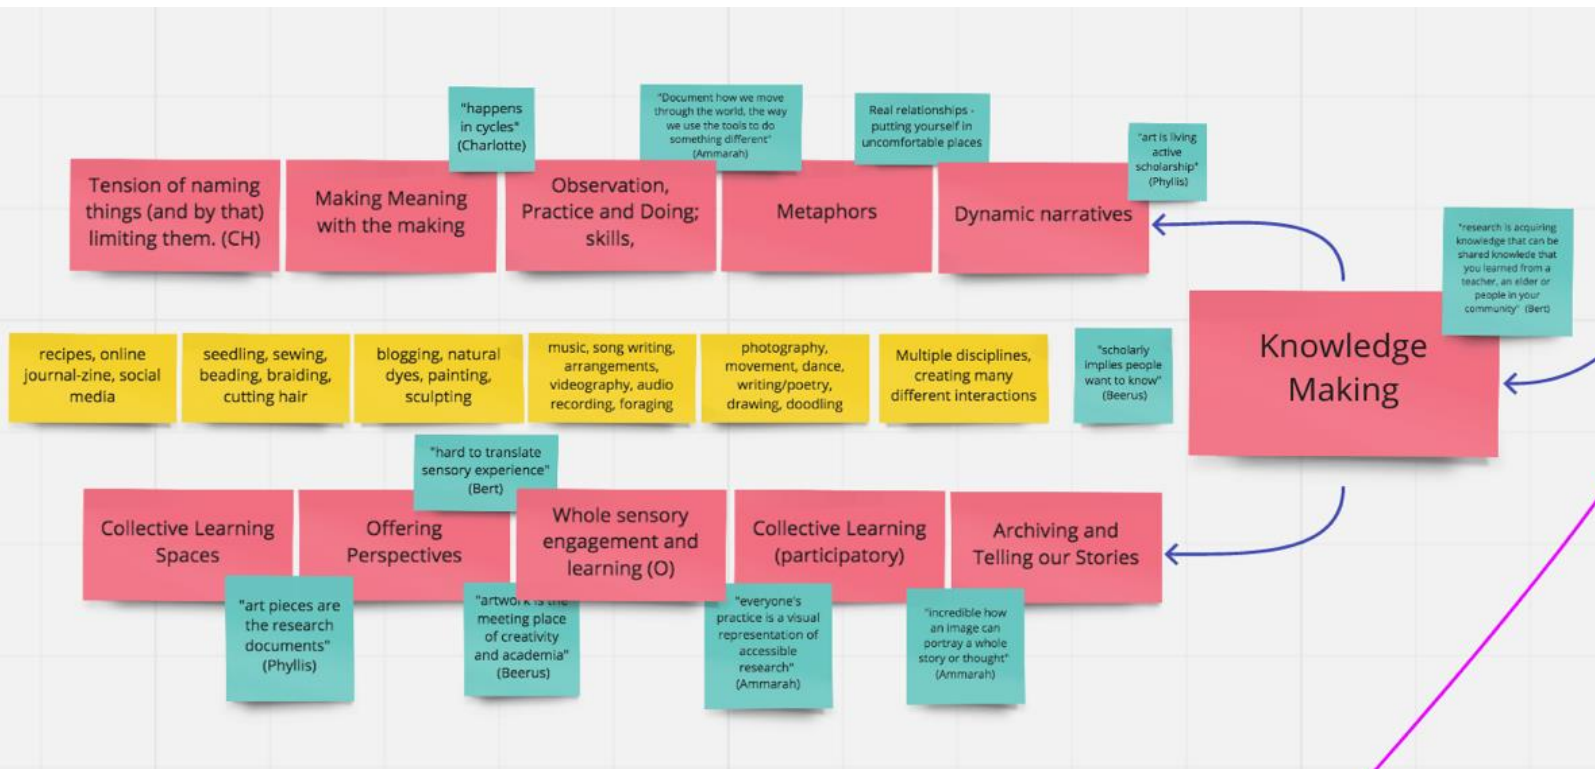 "happens
in cycles"
(Charlotte)
"Document how we move
through the world, the way
we use the tools to do
something different"
(Ammarah)
Real relationships -
putting yourself in
uncomfortable places
"art is living
active
scholarship"
(Phyllis)
Tension of naming
things (and by that)
limiting them. (CH)
Making Meaning
with the making
Observation,
Practice and Doing;
skills,
Metaphors
Dynamic narratives
"research is acquiring
knowledge that can be
shared knowlede that
you learned from a
teacher, an elder or
people in your
community" (Bert)
Knowledge
Making
recipes, online
journal-zine, social
media
seedling, sewing,
beading, braiding,
cutting hair
blogging, natural
dyes, painting,
sculpting
music, song writing,
arrangements,
videography, audio
recording, foraging
photography,
movement, dance,
writing/poetry,
drawing, doodling
Multiple disciplines,
creating many
different interactions
"scholarly
implies people
want to know"
(Beerus)
"hard to translate
sensory experience"
(Bert)
Collective Learning
Spaces
Offering
Perspectives
Whole sensory
engagement and
learning (O)
Collective Learning
(participatory)
Archiving and
Telling our Stories
"art pieces are
the research
documents"
(Phyllis)
"artwork is the
meeting place
of creativity
and academia"
(Beerus)
"everyone's
practice is a visual
representation of
accessible
research"
(Ammarah)
"incredible how
an image can
portray a whole
story or thought"
(Ammarah)